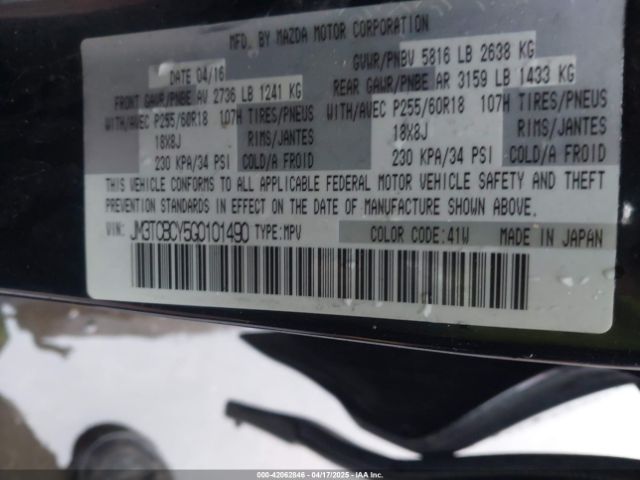 MFD. BY MAZDA MOTOR CORPORATION
DATE 04/16 GVWR/PNBV 5816 LB 2638 KG
FRONT GAWR/PNBE AV 2736 LB 1241 KG REAR GAWR/PNBE AR 3159 LB 1433 KG
WITH/AVEC P255/60R18 107H TIRES/PNEUS WITH/AVEC P255/60R18 107H TIRES/PNEUS
18X8J RIMS/JANTES 18X8J RIMS/JANTES
230 KPA/34 PSI COLD/A FROID 230 KPA/34 PSI COLD/A FROID
THIS VEHICLE CONFORMS TO ALL APPLICABLE FEDERAL MOTOR VEHICLE SAFETY AND THEFT
PREVENTION STANDARDS IN EFFECT ON THE DATE OF MANUFACTURE SHOWN ABOVE.
VIN: JM3TCBCY5G0101490 TYPE:MPV COLOR CODE:41W MADE IN JAPAN
000-42062846 - 04/17/2025 - IAA Inc.